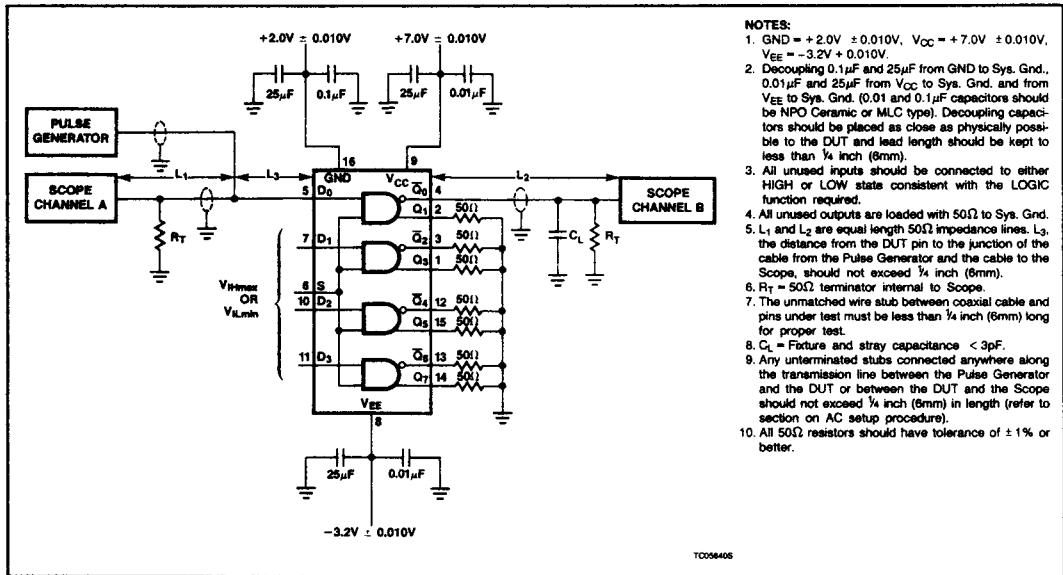 +2.0V ± 0.010V
+7.0V ± 0.010V
25μF
0.1μF
25μF
0.01μF
PULSE
GENERATOR
SCOPE
CHANNEL A
L1
L3
RT
16
GND
9
VCC
5 D0
Q̅0 4
Q1 2
50Ω
L2
SCOPE
CHANNEL B
CL
RT
7 D1
Q̅2 3
50Ω
Q3 1
50Ω
VIHmax
OR
VILmin
6 S
10 D2
Q̅4 12
50Ω
Q5 15
50Ω
11 D3
Q̅6 13
50Ω
Q7 14
50Ω
VEE
8
25μF
0.01μF
−3.2V ± 0.010V
NOTES:
1. GND = +2.0V ±0.010V, VCC = +7.0V ±0.010V,
VEE = −3.2V + 0.010V.
2. Decoupling 0.1μF and 25μF from GND to Sys. Gnd.,
0.01μF and 25μF from VCC to Sys. Gnd. and from
VEE to Sys. Gnd. (0.01 and 0.1μF capacitors should
be NPO Ceramic or MLC type). Decoupling capaci-
tors should be placed as close as physically possi-
ble to the DUT and lead length should be kept to
less than ¼ inch (6mm).
3. All unused inputs should be connected to either
HIGH or LOW state consistent with the LOGIC
function required.
4. All unused outputs are loaded with 50Ω to Sys. Gnd.
5. L1 and L2 are equal length 50Ω impedance lines. L3,
the distance from the DUT pin to the junction of the
cable from the Pulse Generator and the cable to the
Scope, should not exceed ¼ inch (6mm).
6. RT = 50Ω terminator internal to Scope.
7. The unmatched wire stub between coaxial cable and
pins under test must be less than ¼ inch (6mm) long
for proper test.
8. CL = Fixture and stray capacitance < 3pF.
9. Any unterminated stubs connected anywhere along
the transmission line between the Pulse Generator
and the DUT or between the DUT and the Scope
should not exceed ¼ inch (6mm) in length (refer to
section on AC setup procedure).
10. All 50Ω resistors should have tolerance of ±1% or
better.
TC05640S